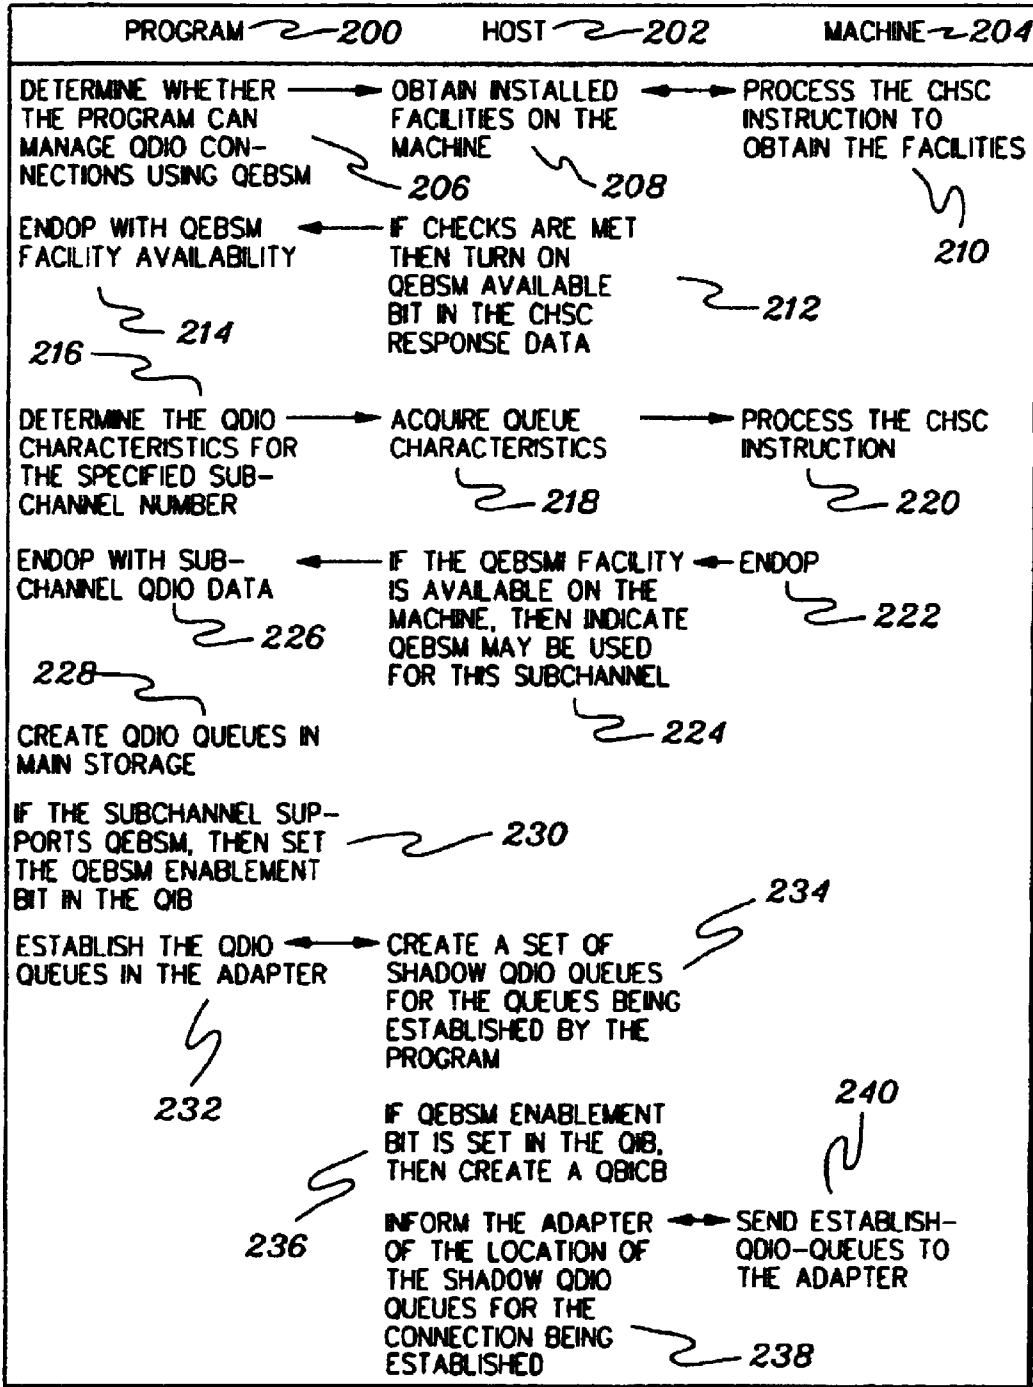 PROGRAM 200 HOST 202 MACHINE 204
DETERMINE WHETHER
THE PROGRAM CAN
MANAGE QDIO CON-
NECTIONS USING QEBSM
206
OBTAIN INSTALLED
FACILITIES ON THE
MACHINE
208
PROCESS THE CHSC
INSTRUCTION TO
OBTAIN THE FACILITIES
210
ENDOP WITH QEBSM
FACILITY AVAILABILITY
214
IF CHECKS ARE MET
THEN TURN ON
QEBSM AVAILABLE
BIT IN THE CHSC
RESPONSE DATA
212
216
DETERMINE THE QDIO
CHARACTERISTICS FOR
THE SPECIFIED SUB-
CHANNEL NUMBER
ACQUIRE QUEUE
CHARACTERISTICS
218
PROCESS THE CHSC
INSTRUCTION
220
ENDOP WITH SUB-
CHANNEL QDIO DATA
226
IF THE QEBSMI FACILITY
IS AVAILABLE ON THE
MACHINE, THEN INDICATE
QEBSM MAY BE USED
FOR THIS SUBCHANNEL
224
ENDOP
222
228
CREATE QDIO QUEUES IN
MAIN STORAGE
IF THE SUBCHANNEL SUP-
PORTS QEBSM, THEN SET
THE QEBSM ENABLEMENT
BIT IN THE QIB
230
ESTABLISH THE QDIO
QUEUES IN THE ADAPTER
232
CREATE A SET OF
SHADOW QDIO QUEUES
FOR THE QUEUES BEING
ESTABLISHED BY THE
PROGRAM
234
IF QEBSM ENABLEMENT
BIT IS SET IN THE QIB,
THEN CREATE A QBICB
236
INFORM THE ADAPTER
OF THE LOCATION OF
THE SHADOW QDIO
QUEUES FOR THE
CONNECTION BEING
ESTABLISHED
238
240
SEND ESTABLISH-
QDIO-QUEUES TO
THE ADAPTER